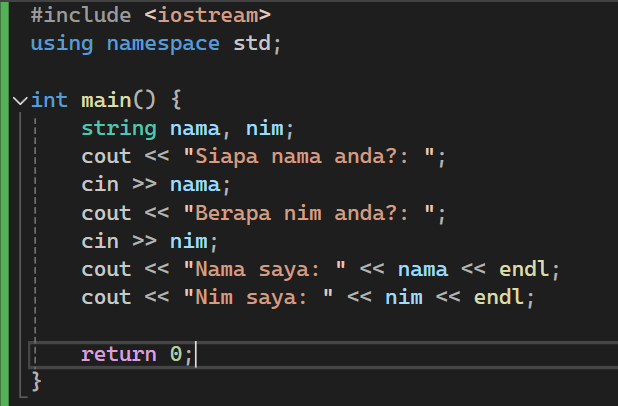 #include <iostream>
using namespace std;
int main() {
string nama, nim;
cout << "Siapa nama anda?: ";
cin >> nama;
cout << "Berapa nim anda?: ";
cin >> nim;
cout << "Nama saya: " << nama << endl;
cout << "Nim saya: " << nim << endl;
return 0;
}